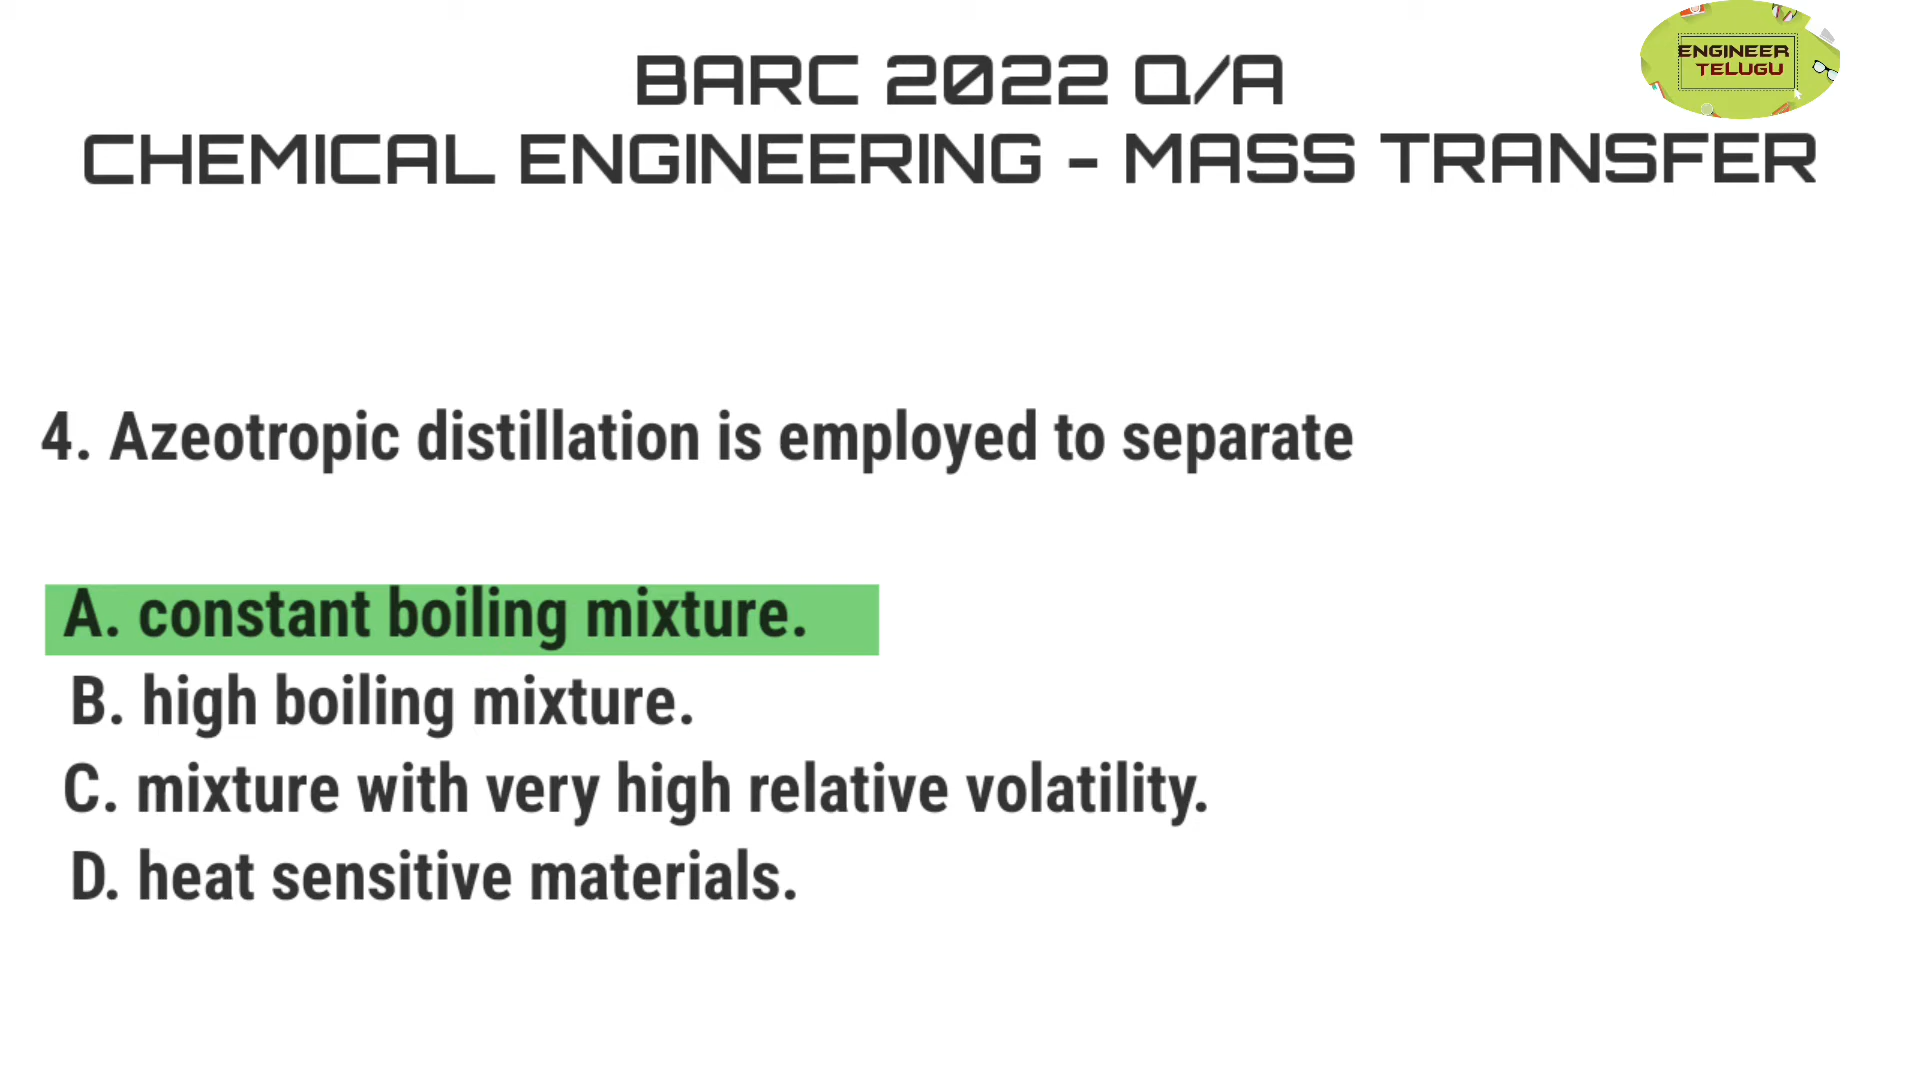 BARC 2022 Q/A
ENGINEER
TELUGU
CHEMICAL ENGINEERING - MASS TRANSFER
4. Azeotropic distillation is employed to separate
A. constant boiling mixture.
B. high boiling mixture.
C. mixture with very high relative volatility.
D. heat sensitive materials.